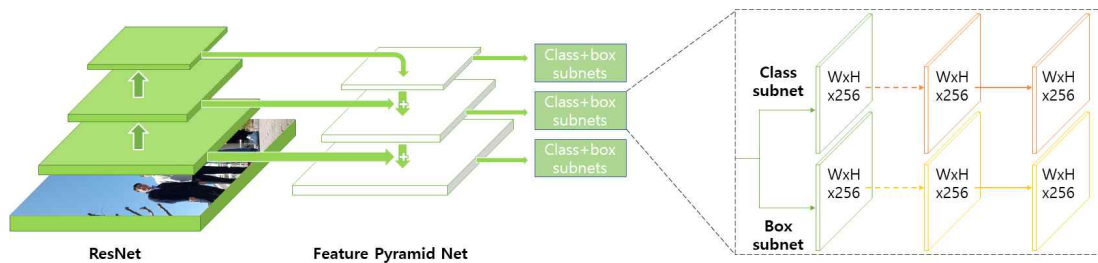 Class+box
subnets
Class+box
subnets
Class+box
subnets
ResNet
Feature Pyramid Net
Class
subnet
WxH
x256
WxH
x256
WxH
x256
WxH
x256
WxH
x256
WxH
x256
Box
subnet
+
+